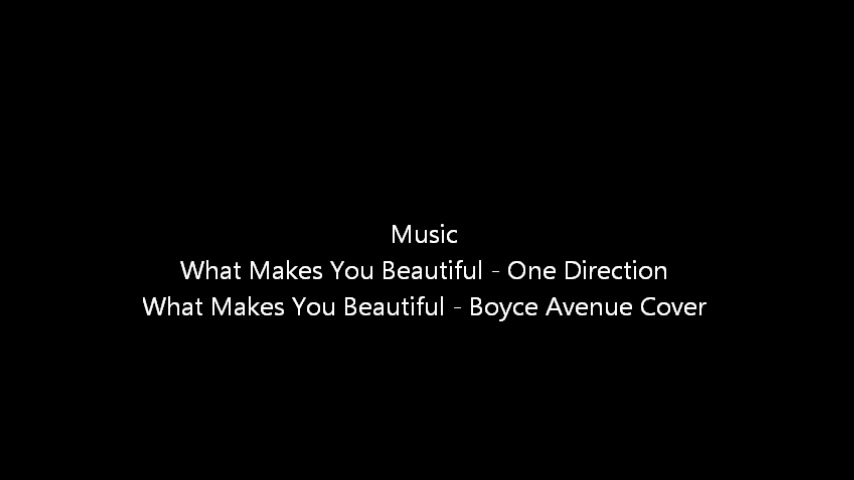 Music
What Makes You Beautiful - One Direction
What Makes You Beautiful - Boyce Avenue Cover